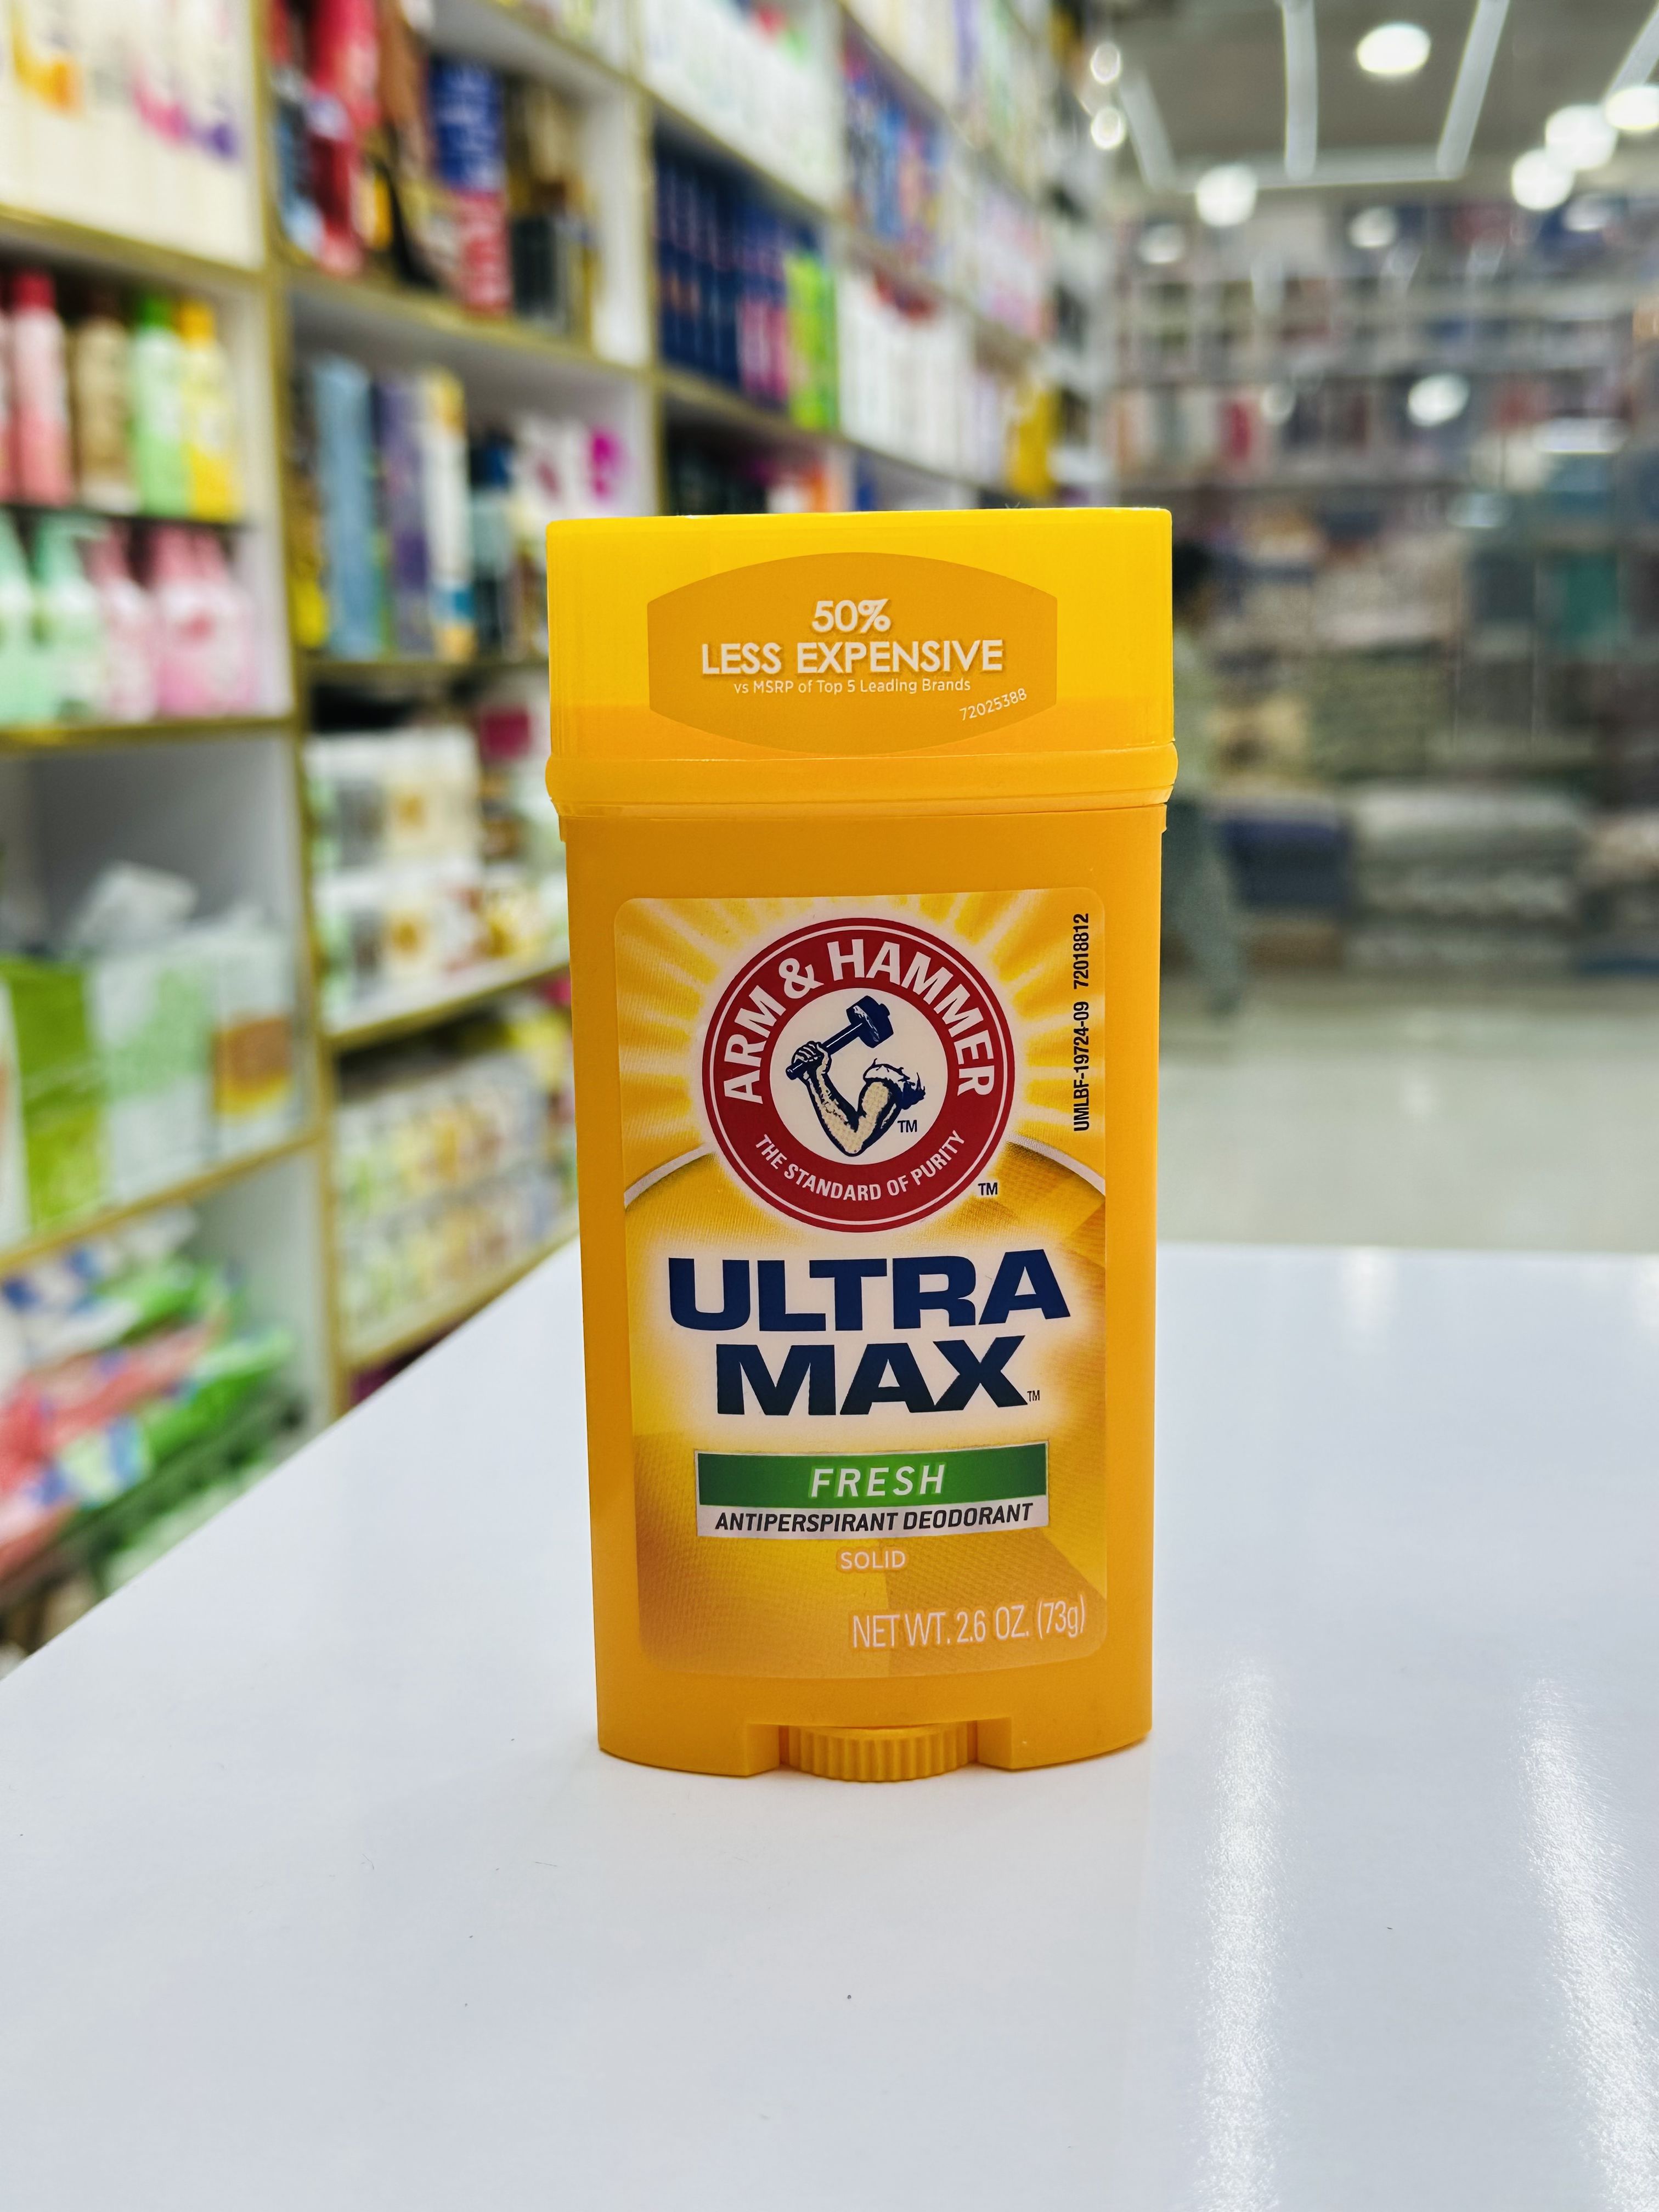 50%
LESS EXPENSIVE
vs MSRP of Top 5 Leading Brands
72025388
ARM & HAMMER
TM
THE STANDARD OF PURITY
TM
UMLBF-19724-09 72018812
ULTRA
MAX TM
FRESH
ANTIPERSPIRANT DEODORANT
SOLID
NET WT. 2.6 OZ. (73g)